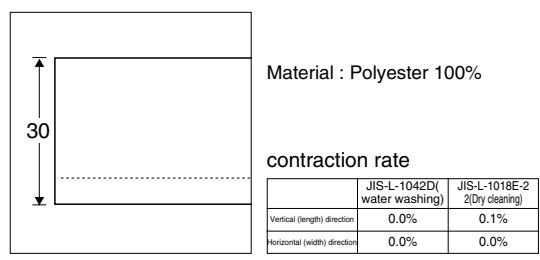 30
Material : Polyester 100%
contraction rate
JIS-L-1042D(
water washing)
JIS-L-1018E-2
2(Dry cleaning)
Vertical (length) direction
0.0%
0.1%
Horizontal (width) direction
0.0%
0.0%